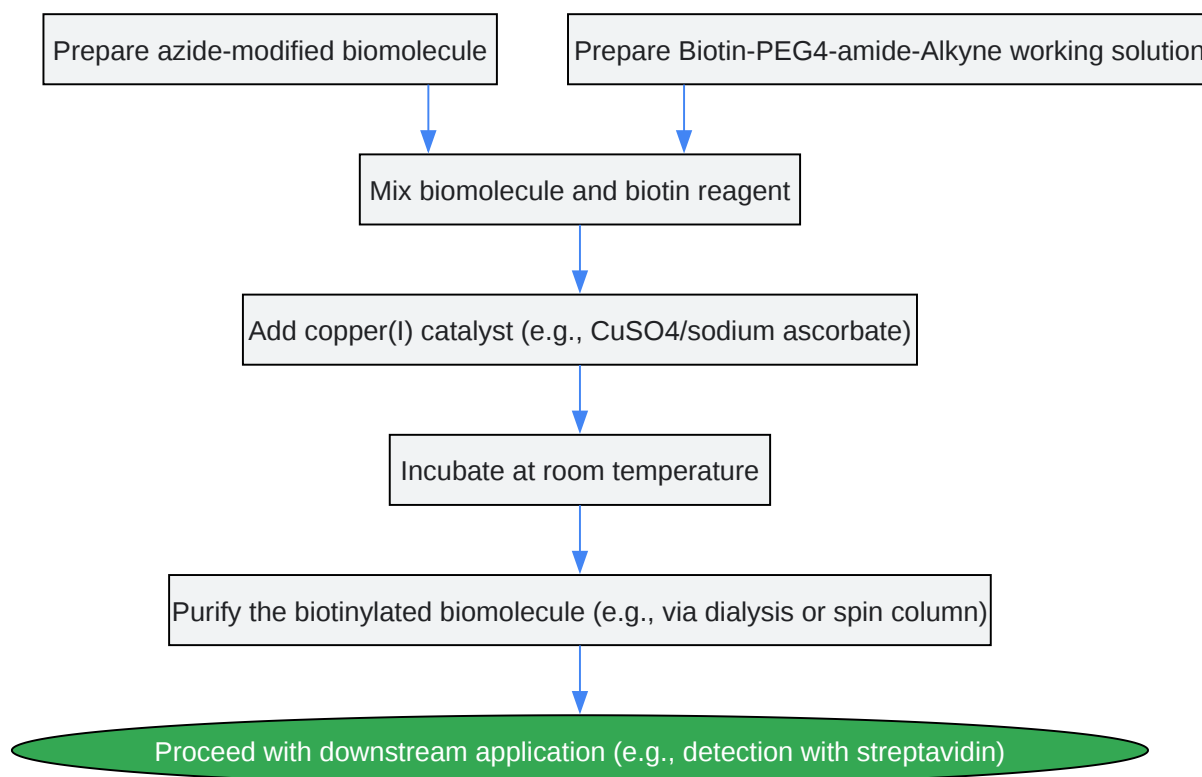 Prepare azide-modified biomolecule
Prepare Biotin-PEG4-amide-Alkyne working solution
Mix biomolecule and biotin reagent
Add copper(I) catalyst (e.g., CuSO4/sodium ascorbate)
Incubate at room temperature
Purify the biotinylated biomolecule (e.g., via dialysis or spin column)
Proceed with downstream application (e.g., detection with streptavidin)